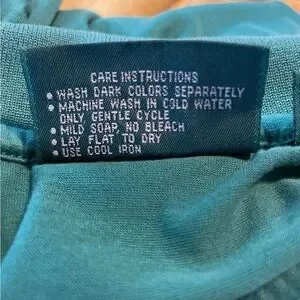 CARE INSTRUCTIONS
• WASH DARK COLORS SEPARATELY
• MACHINE WASH IN COLD WATER
ONLY GENTLE CYCLE
• MILD SOAP, NO BLEACH
• LAY FLAT TO DRY
• USE COOL IRON